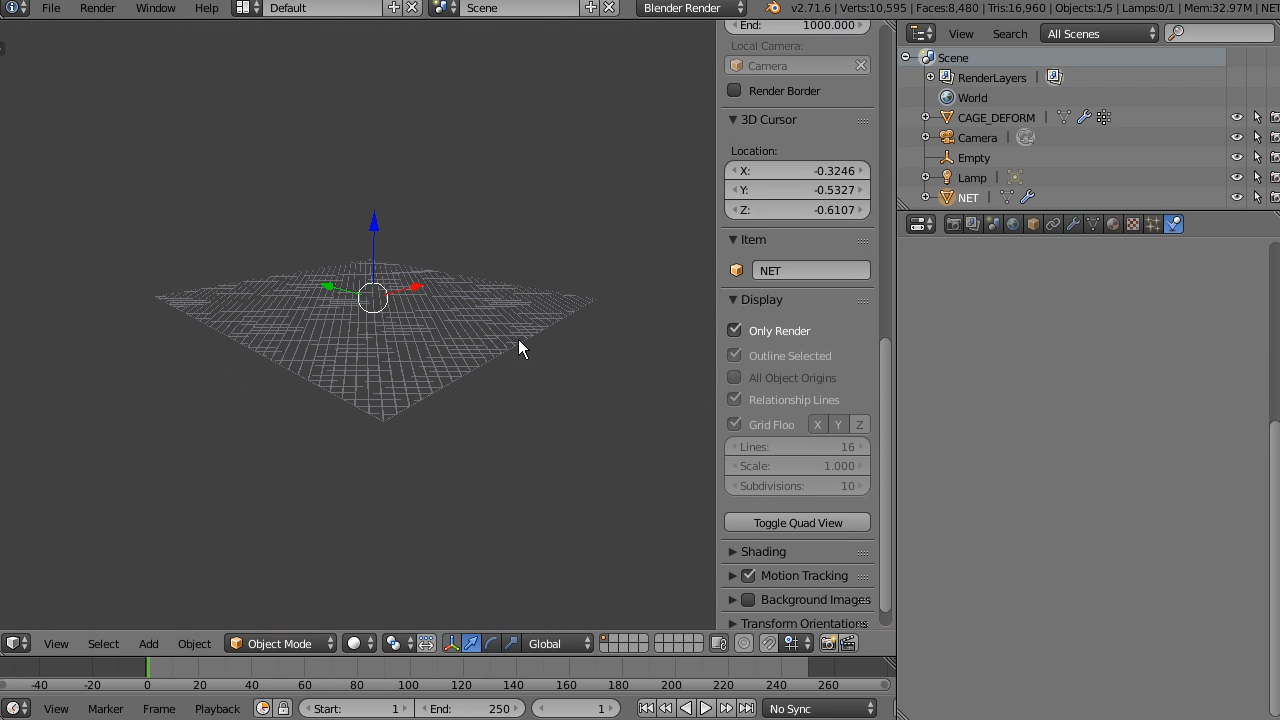 File Render Window Help Default Scene Blender Render v2.71.6 | Verts:10,595 | Faces:8,480 | Tris:16,960 | Objects:1/5 | Lamps:0/1 | Mem:32.97M | NET
End: 1000.000
Local Camera:
Camera
Render Border
3D Cursor
Location:
X: -0.3246
Y: -0.5327
Z: -0.6107
Item
NET
Display
Only Render
Outline Selected
All Object Origins
Relationship Lines
Grid Floo X Y Z
Lines: 16
Scale: 1.000
Subdivisions: 10
Toggle Quad View
Shading
Motion Tracking
Background Images
Transform Orientations
View Search All Scenes
Scene
RenderLayers
World
CAGE_DEFORM
Camera
Empty
Lamp
NET
View Select Add Object Object Mode Global
-40 -20 0 20 40 60 80 100 120 140 160 180 200 220 240 260
View Marker Frame Playback Start: 1 End: 250 1 No Sync